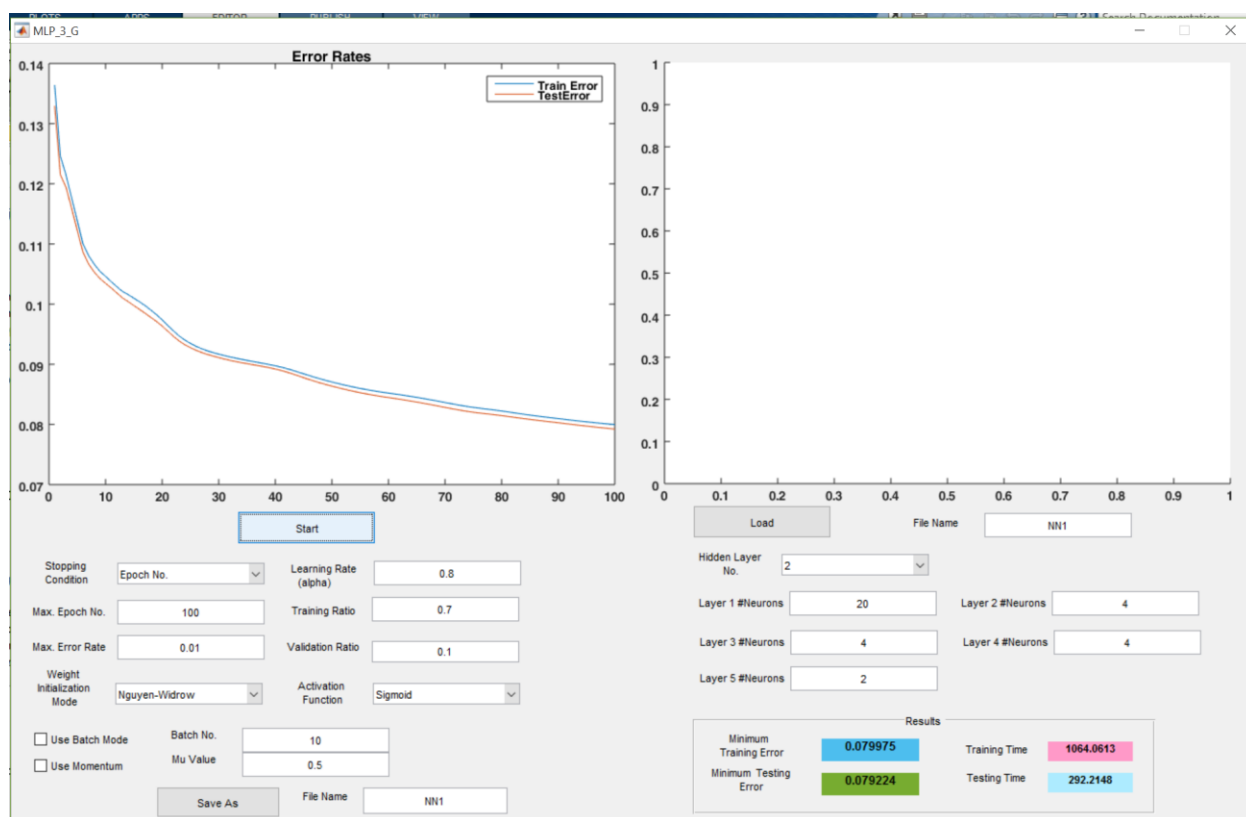 PLOTS APPS EDITOR PUBLISH VIEW Search Documentation
MLP_3_G
Error Rates
Train Error
TestError
0.14
0.13
0.12
0.11
0.1
0.09
0.08
0.07
0 10 20 30 40 50 60 70 80 90 100
1
0.9
0.8
0.7
0.6
0.5
0.4
0.3
0.2
0.1
0
0 0.1 0.2 0.3 0.4 0.5 0.6 0.7 0.8 0.9 1
Start
Stopping
Condition
Epoch No.
Learning Rate
(alpha)
0.8
Max. Epoch No.
100
Training Ratio
0.7
Max. Error Rate
0.01
Validation Ratio
0.1
Weight
Initialization
Mode
Nguyen-Widrow
Activation
Function
Sigmoid
Use Batch Mode
Batch No.
10
Use Momentum
Mu Value
0.5
Save As
File Name
NN1
Load
File Name
NN1
Hidden Layer
No.
2
Layer 1 #Neurons
20
Layer 2 #Neurons
4
Layer 3 #Neurons
4
Layer 4 #Neurons
4
Layer 5 #Neurons
2
Results
Minimum
Training Error
0.079975
Training Time
1064.0613
Minimum Testing
Error
0.079224
Testing Time
292.2148